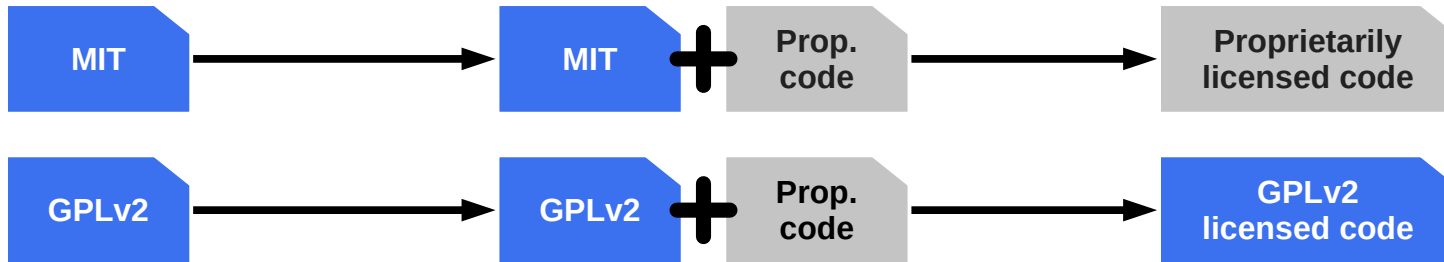 MIT
MIT
Prop.
code
Proprietarily
licensed code
GPLv2
GPLv2
Prop.
code
GPLv2
licensed code